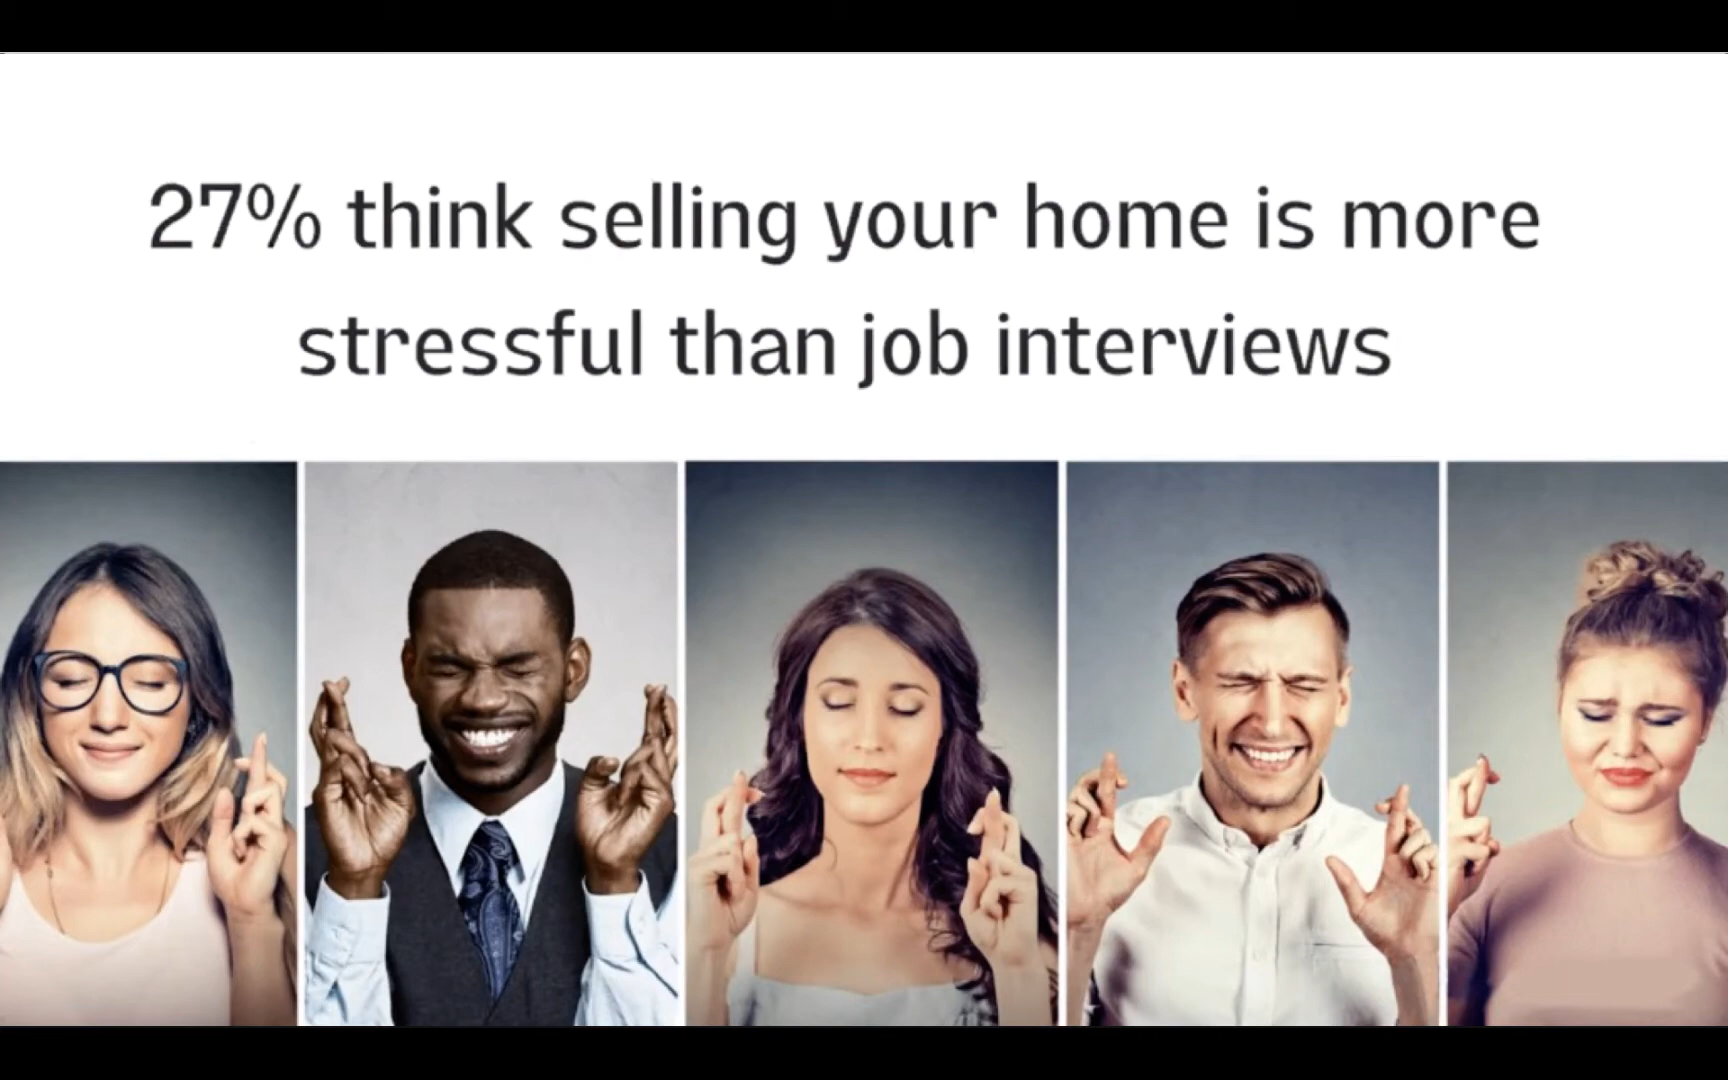 27% think selling your home is more
stressful than job interviews